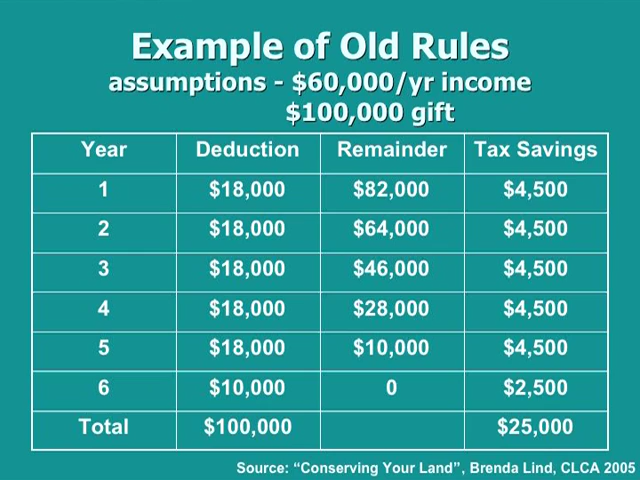 Example of Old Rules
assumptions - $60,000/yr income
$100,000 gift
Year Deduction Remainder Tax Savings
1 $18,000 $82,000 $4,500
2 $18,000 $64,000 $4,500
3 $18,000 $46,000 $4,500
4 $18,000 $28,000 $4,500
5 $18,000 $10,000 $4,500
6 $10,000 0 $2,500
Total $100,000 $25,000
Source: “Conserving Your Land”, Brenda Lind, CLCA 2005